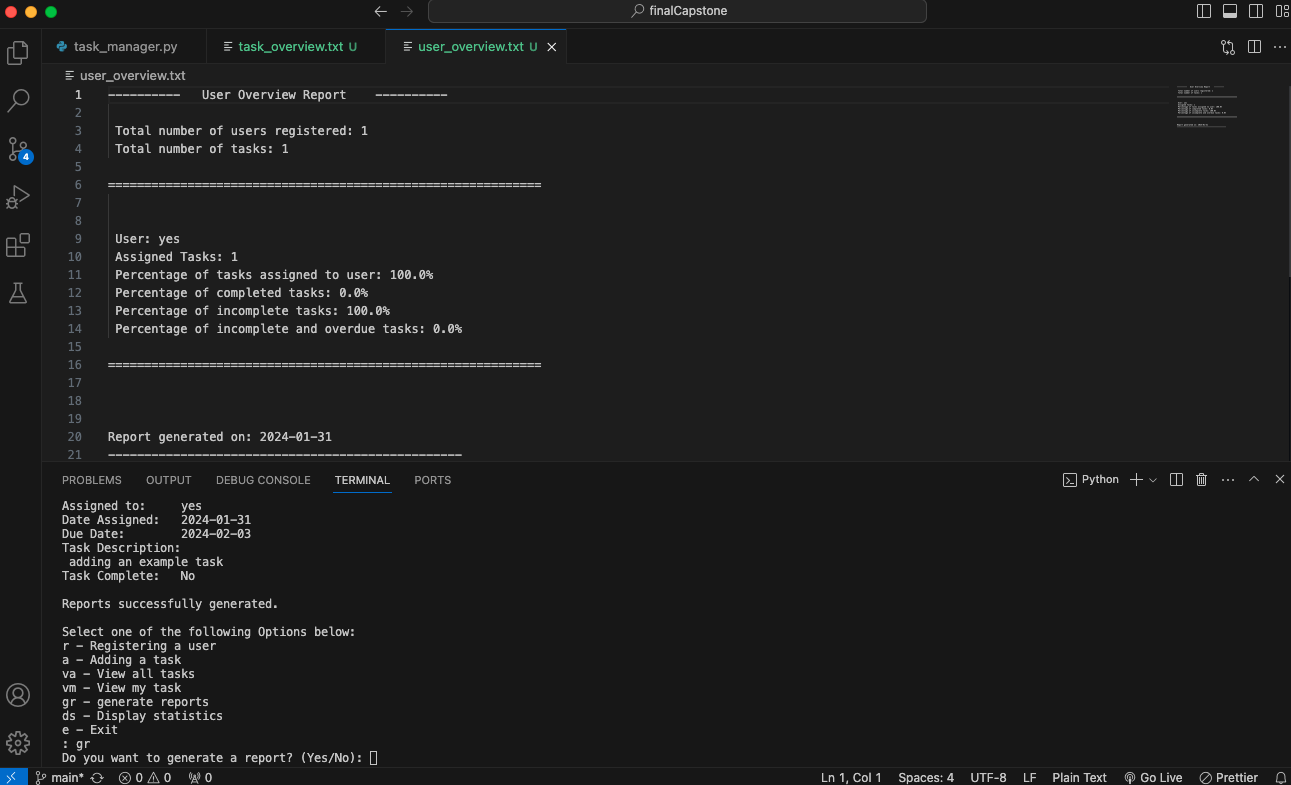 finalCapstone
task_manager.py
task_overview.txt U
user_overview.txt U
user_overview.txt
1 ---------- User Overview Report ----------
2
3 Total number of users registered: 1
4 Total number of tasks: 1
5
6 ============================================================
7
8
9 User: yes
10 Assigned Tasks: 1
11 Percentage of tasks assigned to user: 100.0%
12 Percentage of completed tasks: 0.0%
13 Percentage of incomplete tasks: 100.0%
14 Percentage of incomplete and overdue tasks: 0.0%
15
16 ============================================================
17
18
19
20 Report generated on: 2024-01-31
21 -------------------------------------------------
4
PROBLEMS OUTPUT DEBUG CONSOLE TERMINAL PORTS
Python
Assigned to: yes
Date Assigned: 2024-01-31
Due Date: 2024-02-03
Task Description:
adding an example task
Task Complete: No
Reports successfully generated.
Select one of the following Options below:
r - Registering a user
a - Adding a task
va - View all tasks
vm - View my task
gr - generate reports
ds - Display statistics
e - Exit
: gr
Do you want to generate a report? (Yes/No):
main* 0 0 0 Ln 1, Col 1 Spaces: 4 UTF-8 LF Plain Text Go Live Prettier